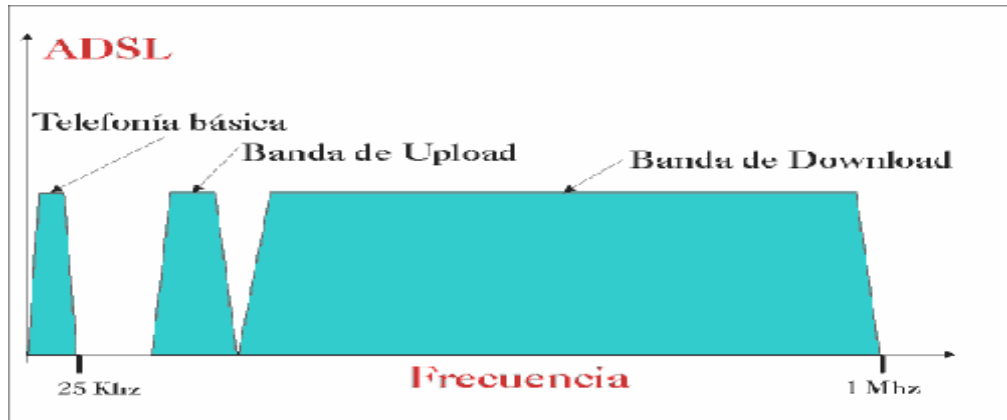 ADSL
Telefonía básica
Banda de Upload
Banda de Download
25 Khz
Frecuencia
1 Mhz